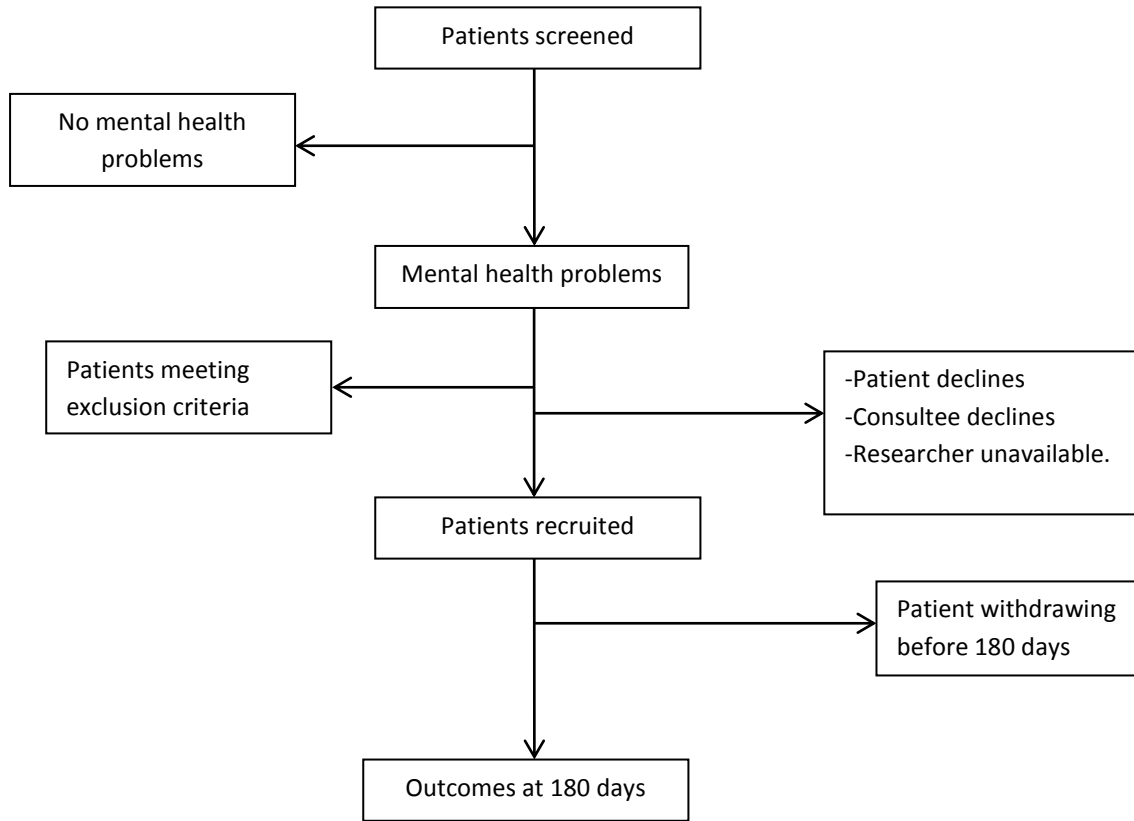 Patients screened
No mental health
problems
Mental health problems
Patients meeting
exclusion criteria
-Patient declines
-Consultee declines
-Researcher unavailable.
Patients recruited
Patient withdrawing
before 180 days
Outcomes at 180 days